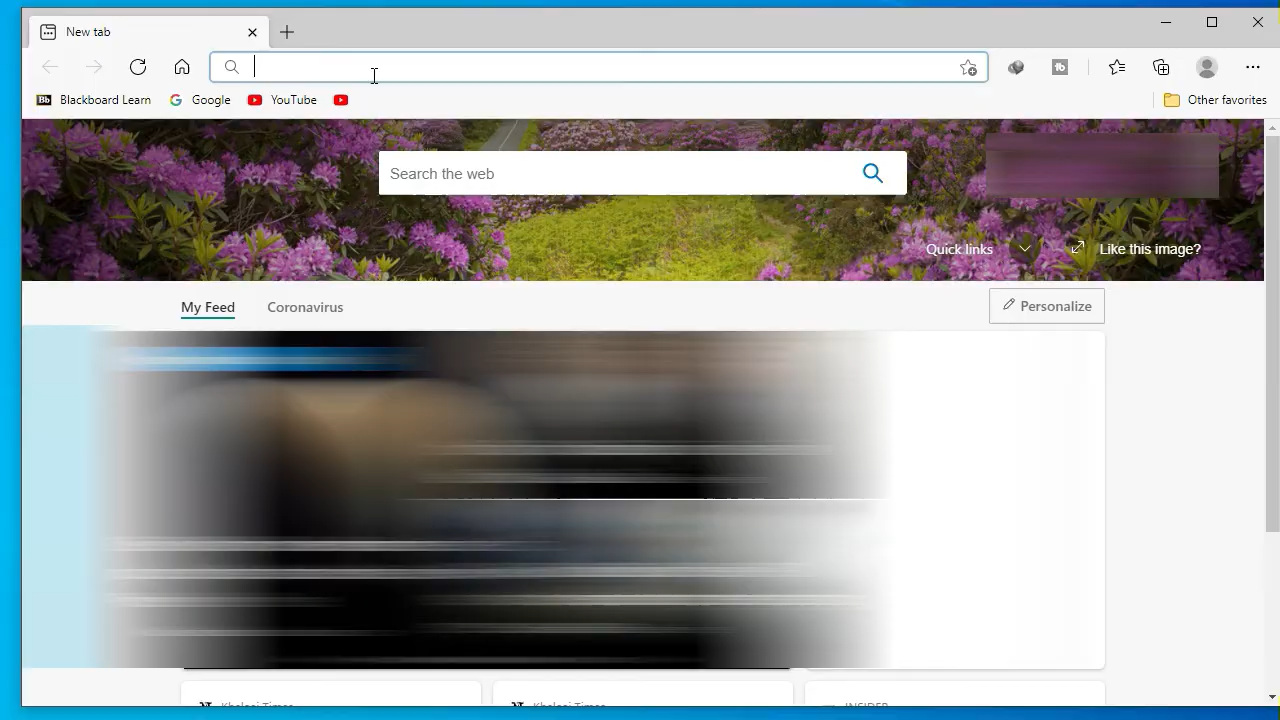 New tab
Blackboard Learn
Google
YouTube
Other favorites
Search the web
Quick links
Like this image?
My Feed
Coronavirus
Personalize